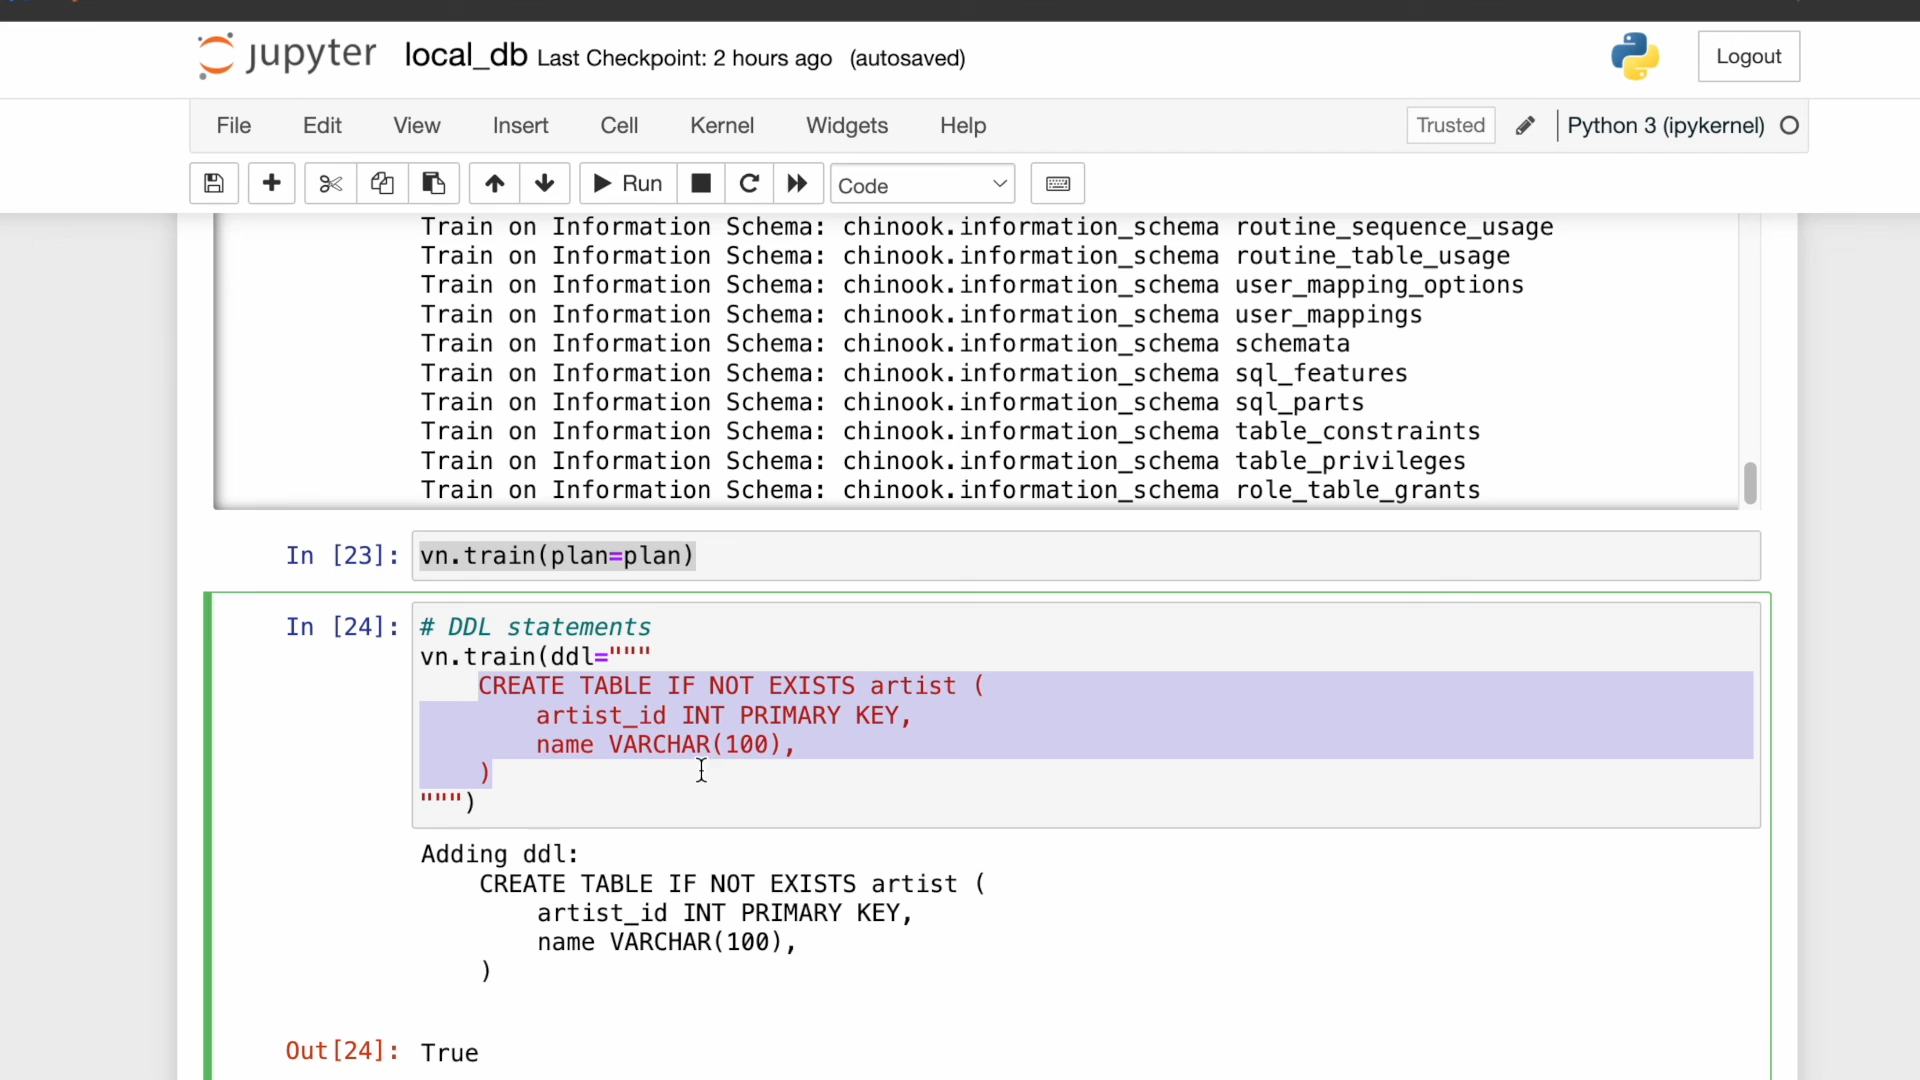 jupyter local_db Last Checkpoint: 2 hours ago (autosaved) Logout
File Edit View Insert Cell Kernel Widgets Help Trusted Python 3 (ipykernel)
Run Code
Train on Information Schema: chinook.information_schema routine_sequence_usage
Train on Information Schema: chinook.information_schema routine_table_usage
Train on Information Schema: chinook.information_schema user_mapping_options
Train on Information Schema: chinook.information_schema user_mappings
Train on Information Schema: chinook.information_schema schemata
Train on Information Schema: chinook.information_schema sql_features
Train on Information Schema: chinook.information_schema sql_parts
Train on Information Schema: chinook.information_schema table_constraints
Train on Information Schema: chinook.information_schema table_privileges
Train on Information Schema: chinook.information_schema role_table_grants
In [23]: vn.train(plan=plan)
In [24]: # DDL statements
vn.train(ddl="""
    CREATE TABLE IF NOT EXISTS artist (
        artist_id INT PRIMARY KEY,
        name VARCHAR(100),
    )
""")
Adding ddl:
    CREATE TABLE IF NOT EXISTS artist (
        artist_id INT PRIMARY KEY,
        name VARCHAR(100),
    )
Out[24]: True